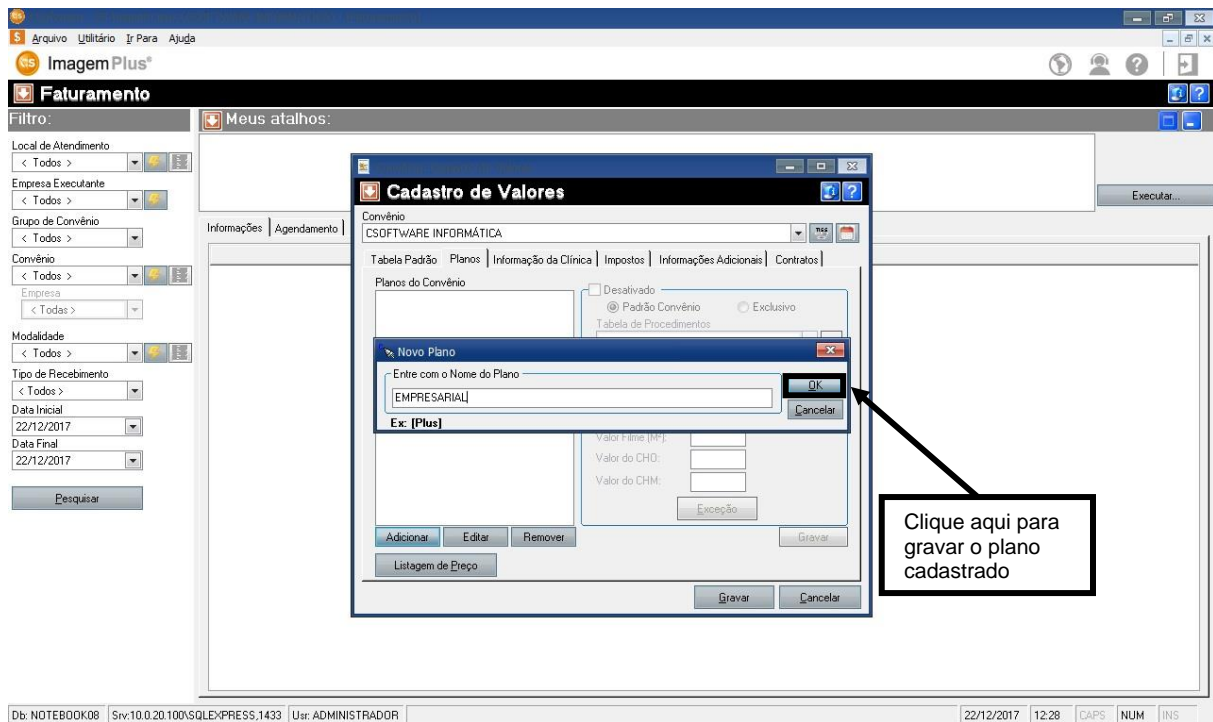 Arquivo Utilitário Ir Para Ajuda
CS ImagemPlus®
Faturamento
Filtro:
Meus atalhos:
Local de Atendimento
< Todos >
Empresa Executante
< Todos >
Grupo de Convênio
< Todos >
Convênio
< Todos >
Empresa
< Todas >
Modalidade
< Todos >
Tipo de Recebimento
< Todos >
Data Inicial
22/12/2017
Data Final
22/12/2017
Pesquisar
Executar...
Informações Agendamento
Cadastro de Valores
Convênio
CSOFTWARE INFORMÁTICA
Tabela Padrão Planos Informação da Clínica Impostos Informações Adicionais Contratos
Planos do Convênio
Desativado
Padrão Convênio Exclusivo
Tabela de Procedimentos
Novo Plano
Entre com o Nome do Plano
EMPRESARIAL
OK
Cancelar
Ex: [Plus]
Valor Filme (M²):
Valor do CHO:
Valor do CHM:
Exceção
Adicionar Editar Remover
Gravar
Listagem de Preço
Gravar Cancelar
Clique aqui para
gravar o plano
cadastrado
Db: NOTEBOOK08 Srv:10.0.20.100\SQLEXPRESS,1433 Usr: ADMINISTRADOR 22/12/2017 12:28 CAPS NUM INS